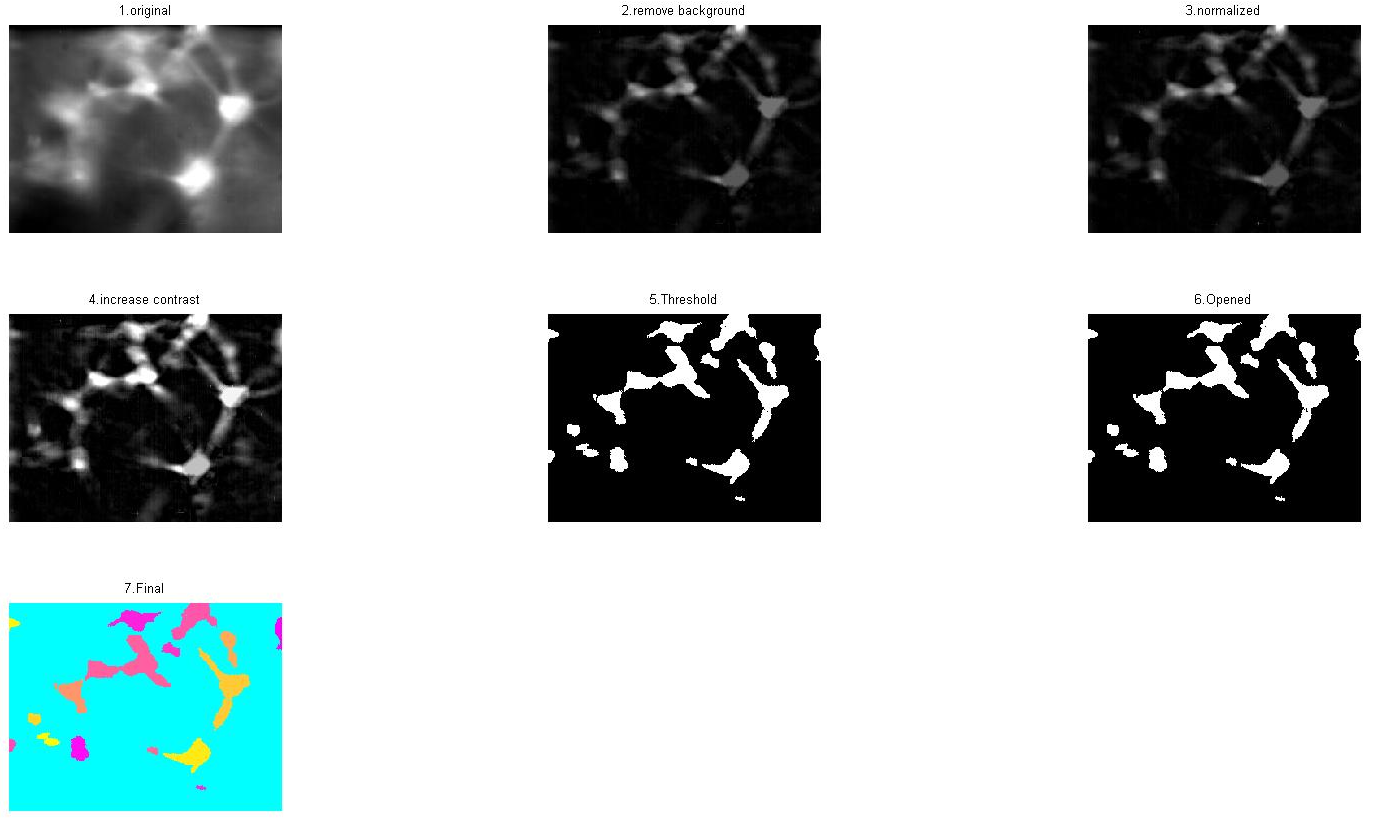 1.original
2.remove background
3.normalized
4.increase contrast
5.Threshold
6.Opened
7.Final